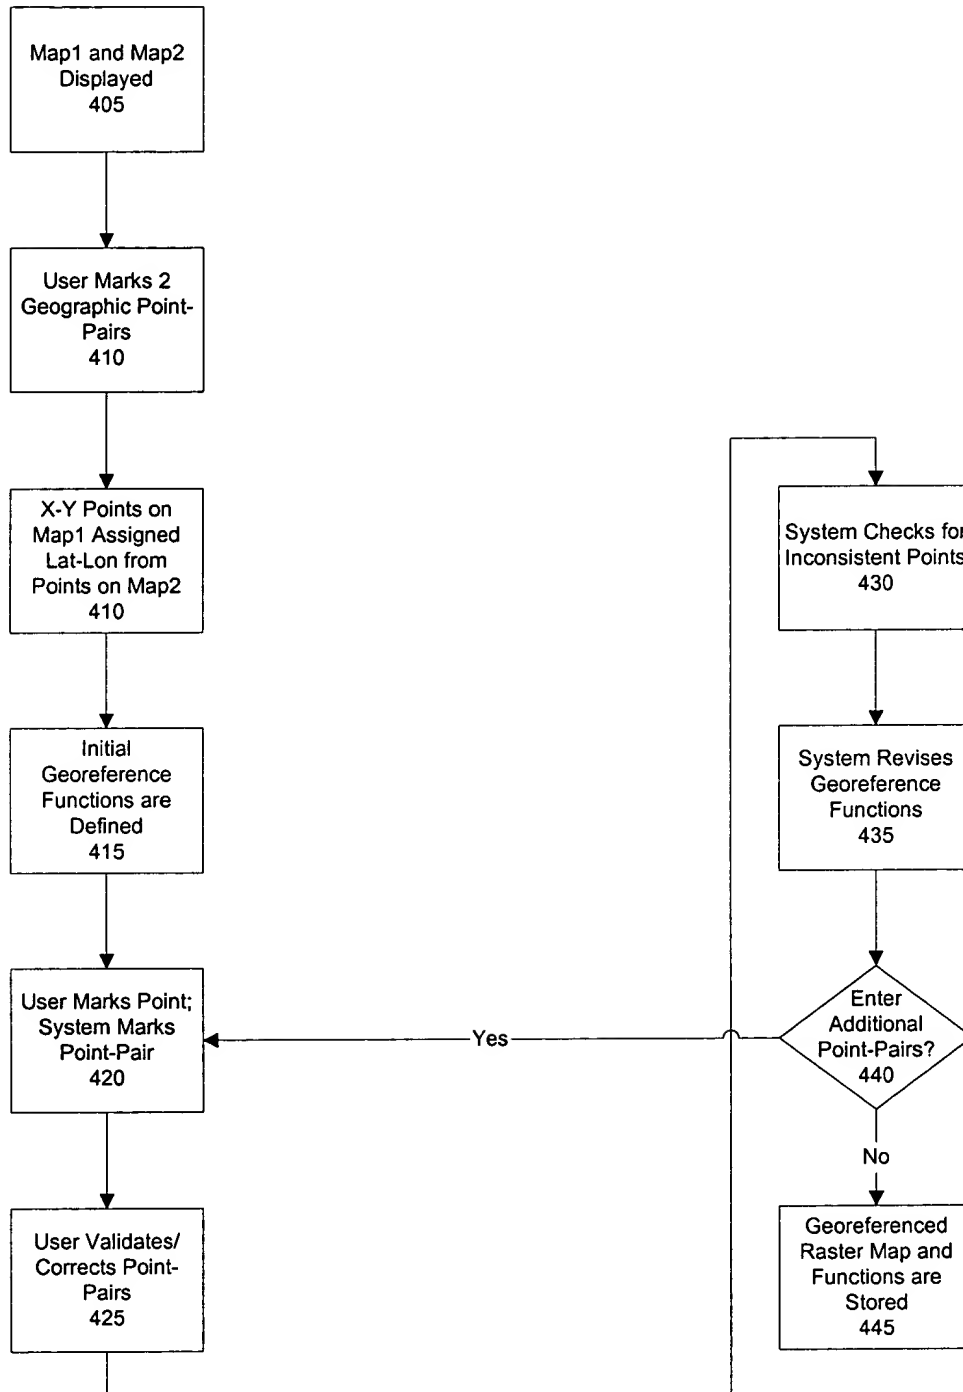 Map1 and Map2
Displayed
405
User Marks 2
Geographic Point-
Pairs
410
X-Y Points on
Map1 Assigned
Lat-Lon from
Points on Map2
410
Initial
Georeference
Functions are
Defined
415
User Marks Point;
System Marks
Point-Pair
420
User Validates/
Corrects Point-
Pairs
425
System Checks for
Inconsistent Points
430
System Revises
Georeference
Functions
435
Enter
Additional
Point-Pairs?
440
Yes
No
Georeferenced
Raster Map and
Functions are
Stored
445